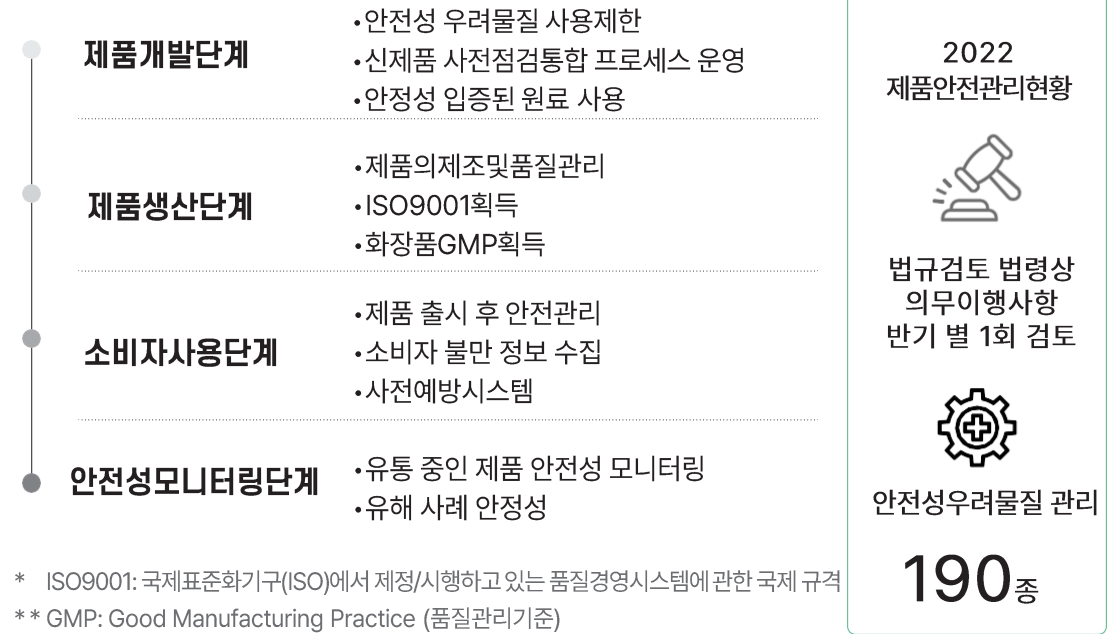 제품개발단계
•안전성 우려물질 사용제한
•신제품 사전점검통합 프로세스 운영
•안정성 입증된 원료 사용
제품생산단계
•제품의제조및품질관리
•ISO9001획득
•화장품GMP획득
소비자사용단계
•제품 출시 후 안전관리
•소비자 불만 정보 수집
•사전예방시스템
안전성모니터링단계
•유통 중인 제품 안전성 모니터링
•유해 사례 안정성
* ISO9001: 국제표준화기구(ISO)에서 제정/시행하고 있는 품질경영시스템에 관한 국제 규격
** GMP: Good Manufacturing Practice (품질관리기준)
2022
제품안전관리현황
법규검토 법령상
의무이행사항
반기 별 1회 검토
안전성우려물질 관리
190종